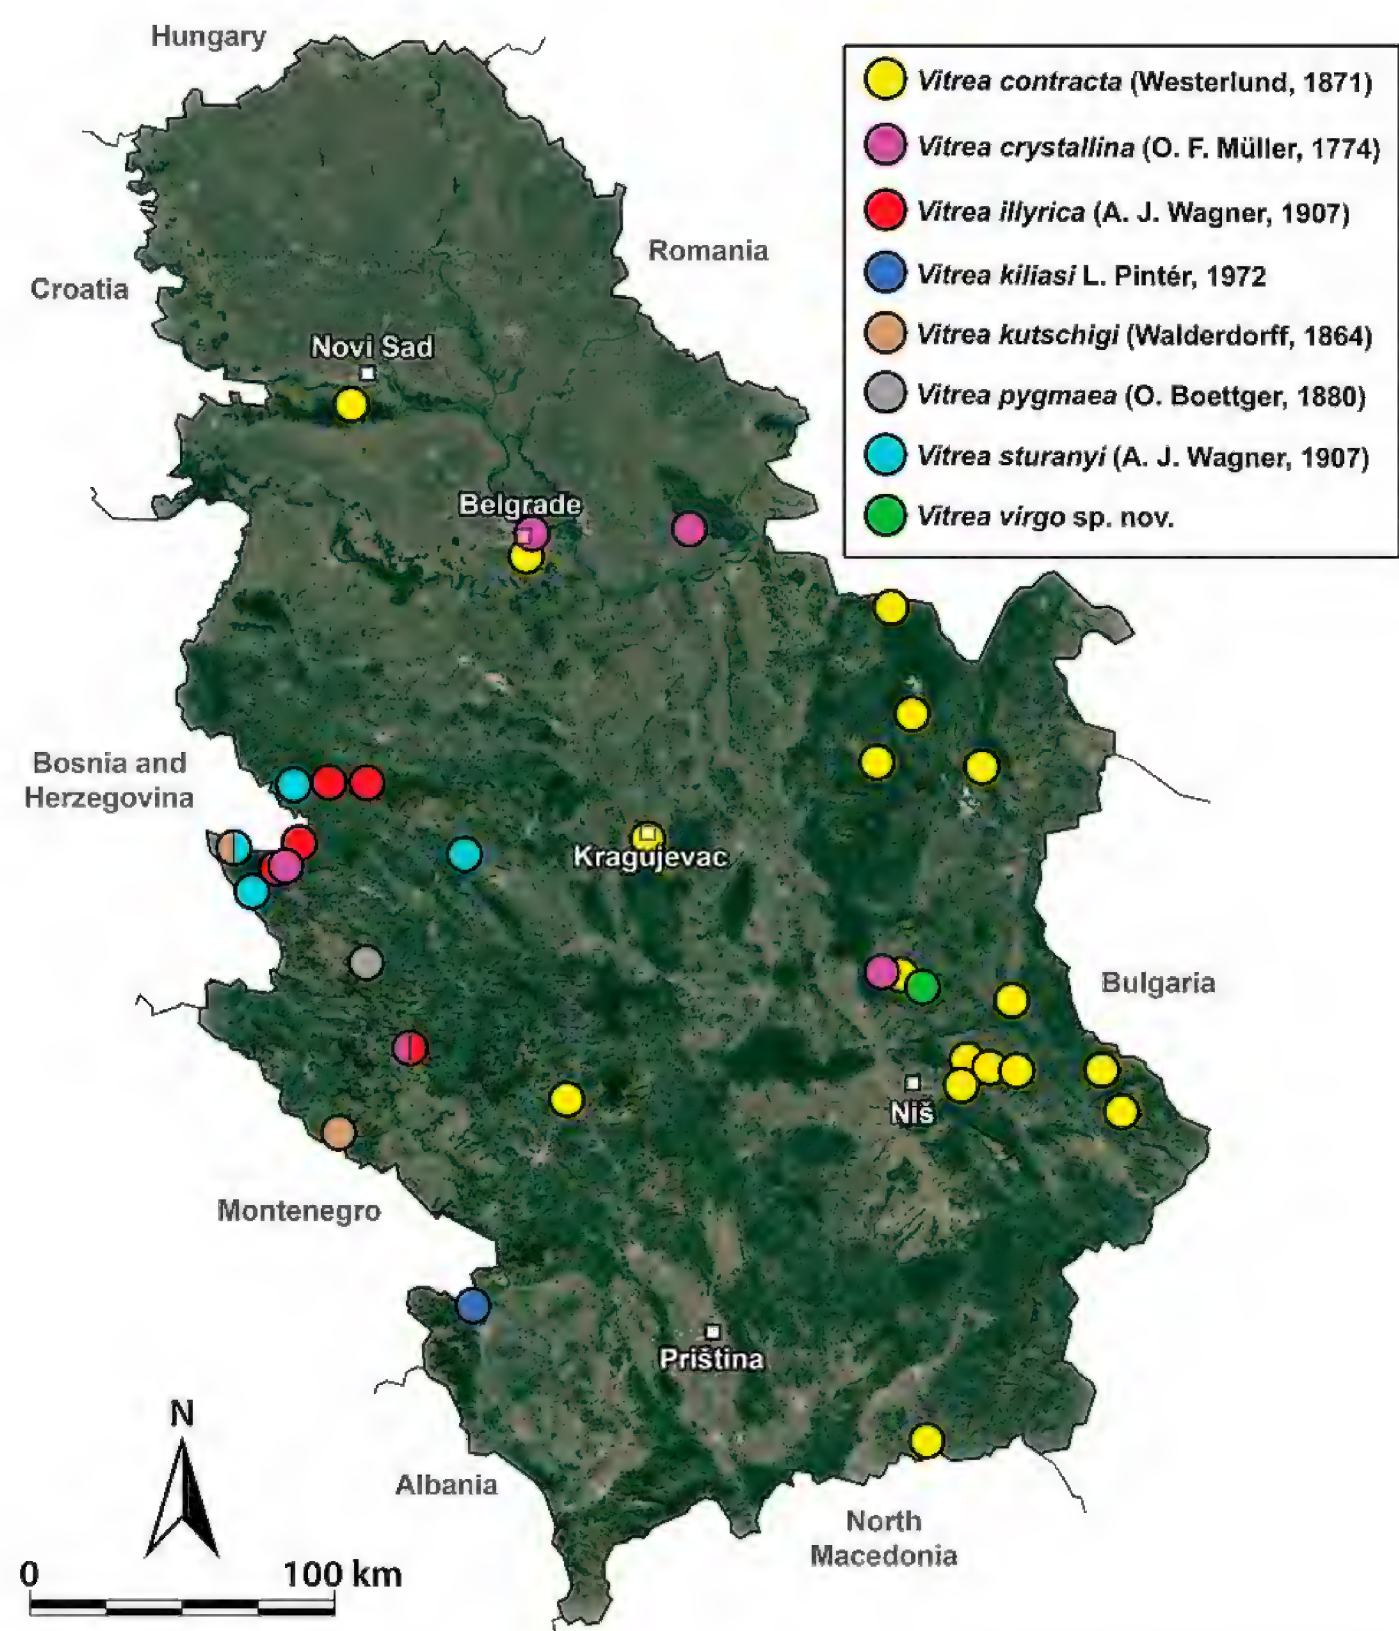 Hungary
Vitrea contracta (Westerlund, 1871)
Vitrea crystallina (O. F. Müller, 1774)
Vitrea illyrica (A. J. Wagner, 1907)
Romania
Croatia
Vitrea kiliasi L. Pintér, 1972
Vitrea kutschigi (Walderdorff, 1864)
Novi Sad
Vitrea pygmaea (O. Boettger, 1880)
Vitrea sturanyi (A. J. Wagner, 1907)
Belgrade
Vitrea virgo sp. nov.
Bosnia and
Herzegovina
Kragujevac
Bulgaria
Niš
Montenegro
Priština
N
Albania
North
Macedonia
0 100 km